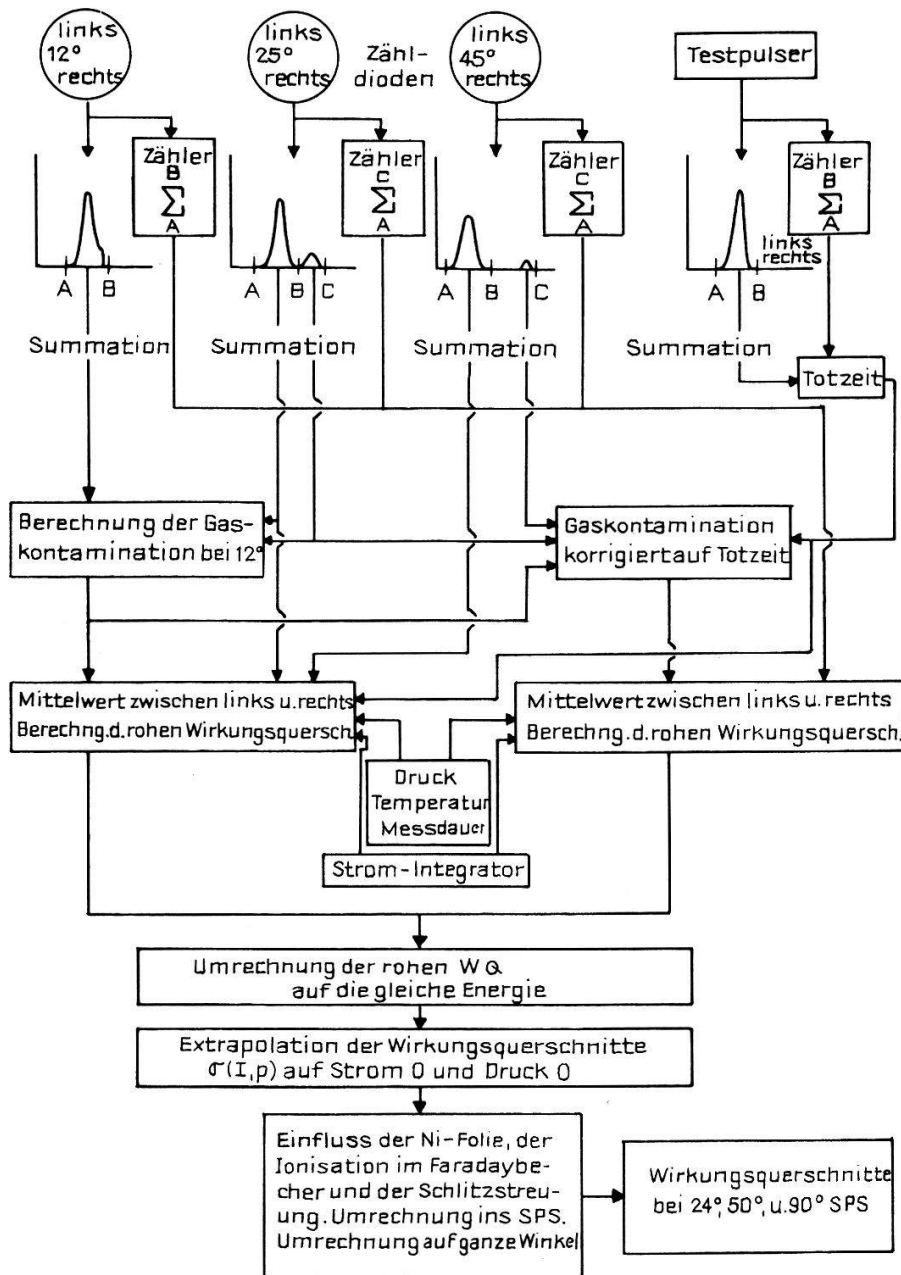 links
12°
rechts
links
25°
rechts
Zähl-
dioden
links
45°
rechts
Testpulser
Zähler
B
Σ
A
Zähler
C
Σ
A
Zähler
C
Σ
A
Zähler
B
Σ
A
links
rechts
A B
A B C
A B C
A B
Summation
Summation
Summation
Summation
Totzeit
Berechnung der Gas-
kontamination bei 12°
Gaskontamination
korrigiert auf Totzeit
Mittelwert zwischen links u. rechts
Berechng. d. rohen Wirkungsquersch.
Mittelwert zwischen links u. rechts
Berechng. d. rohen Wirkungsquersch.
Druck
Temperatur
Messdauer
Strom-Integrator
Umrechnung der rohen WQ
auf die gleiche Energie
Extrapolation der Wirkungsquerschnitte
σ(I,p) auf Strom 0 und Druck 0
Einfluss der Ni-Folie, der
Ionisation im Faradaybe-
cher und der Schlitzstreu-
ung. Umrechnung ins SPS.
Umrechnung auf ganze Winkel
Wirkungsquerschnitte
bei 24°, 50°, u. 90° SPS